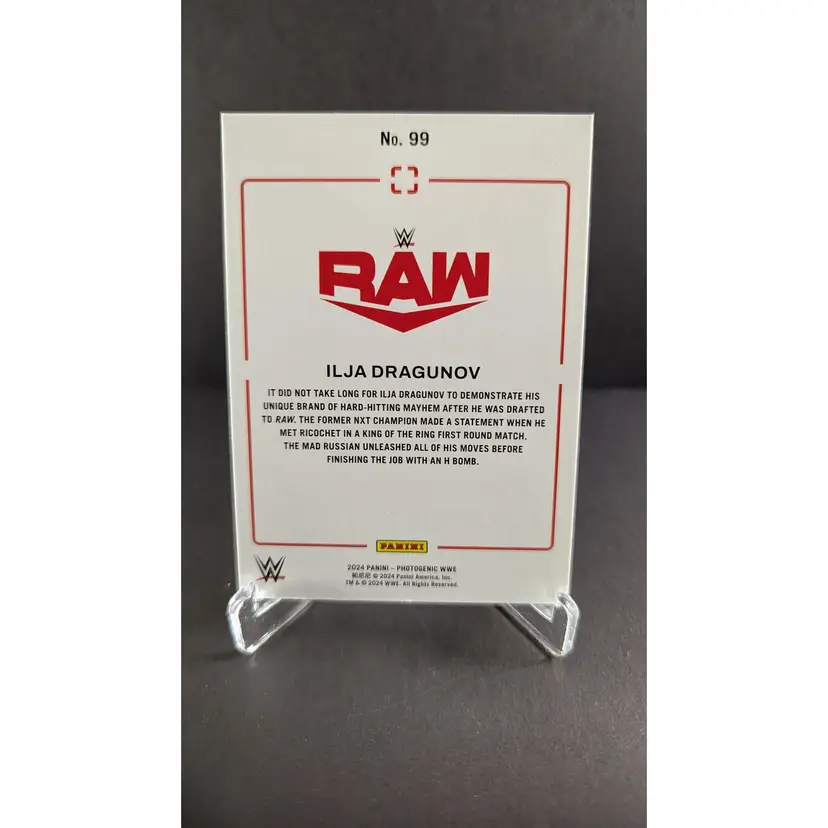 No. 99
W
RAW
ILJA DRAGUNOV
IT DID NOT TAKE LONG FOR ILJA DRAGUNOV TO DEMONSTRATE HIS
UNIQUE BRAND OF HARD-HITTING MAYHEM AFTER HE WAS DRAFTED
TO RAW. THE FORMER NXT CHAMPION MADE A STATEMENT WHEN HE
MET RICOCHET IN A KING OF THE RING FIRST ROUND MATCH.
THE MAD RUSSIAN UNLEASHED ALL OF HIS MOVES BEFORE
FINISHING THE JOB WITH AN H BOMB.
PANINI
W
2024 PANINI – PHOTOGENIC WWE
帕尼尼 © 2024 Panini America, Inc.
TM & © 2024 WWE. All Rights Reserved.